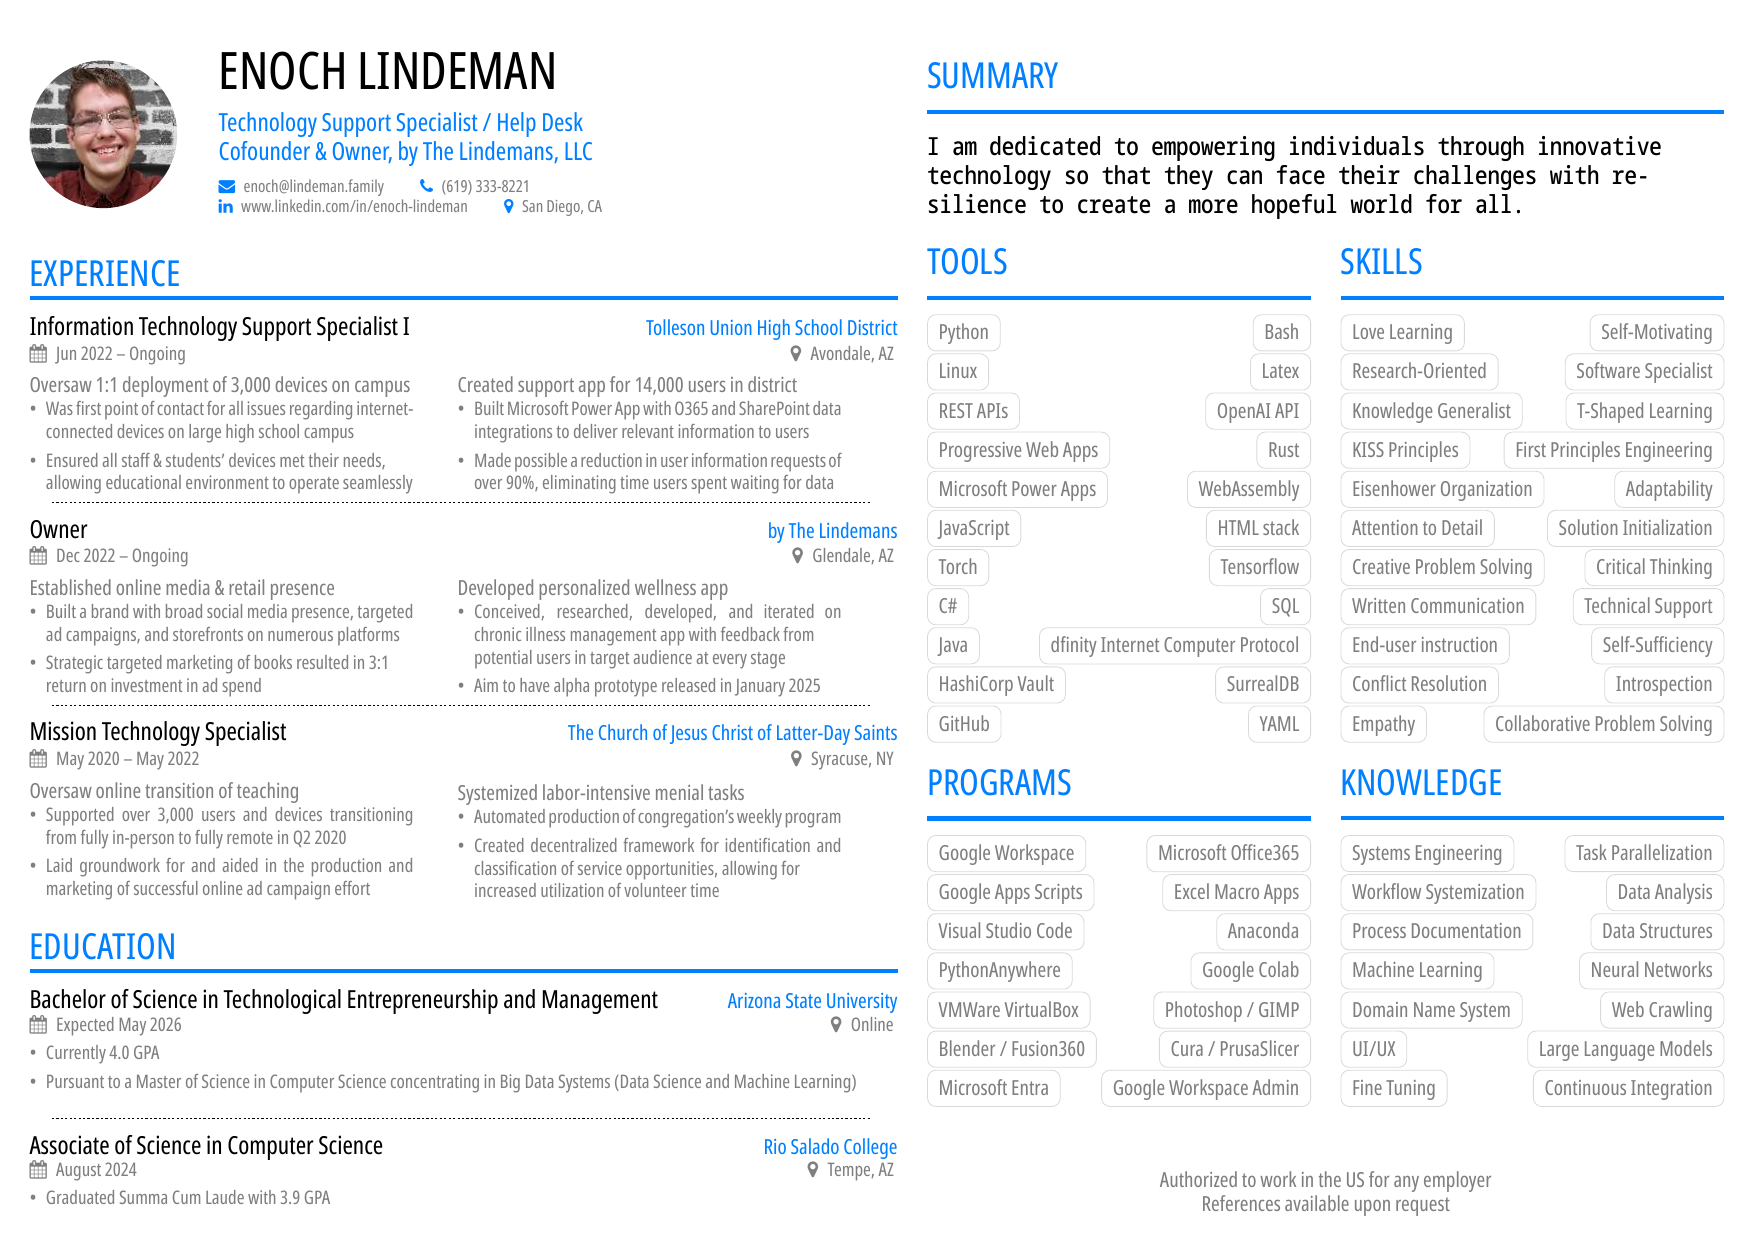 ENOCH LINDEMAN
Technology Support Specialist / Help Desk
Cofounder & Owner, by The Lindemans, LLC
enoch@lindeman.family (619) 333-8221
www.linkedin.com/in/enoch-lindeman San Diego, CA
EXPERIENCE
Information Technology Support Specialist I Tolleson Union High School District
Jun 2022 – Ongoing Avondale, AZ
Oversaw 1:1 deployment of 3,000 devices on campus
• Was first point of contact for all issues regarding internet-
connected devices on large high school campus
• Ensured all staff & students’ devices met their needs,
allowing educational environment to operate seamlessly
Created support app for 14,000 users in district
• Built Microsoft Power App with O365 and SharePoint data
integrations to deliver relevant information to users
• Made possible a reduction in user information requests of
over 90%, eliminating time users spent waiting for data
Owner by The Lindemans
Dec 2022 – Ongoing Glendale, AZ
Established online media & retail presence
• Built a brand with broad social media presence, targeted
ad campaigns, and storefronts on numerous platforms
• Strategic targeted marketing of books resulted in 3:1
return on investment in ad spend
Developed personalized wellness app
• Conceived, researched, developed, and iterated on
chronic illness management app with feedback from
potential users in target audience at every stage
• Aim to have alpha prototype released in January 2025
Mission Technology Specialist The Church of Jesus Christ of Latter-Day Saints
May 2020 – May 2022 Syracuse, NY
Oversaw online transition of teaching
• Supported over 3,000 users and devices transitioning
from fully in-person to fully remote in Q2 2020
• Laid groundwork for and aided in the production and
marketing of successful online ad campaign effort
Systemized labor-intensive menial tasks
• Automated production of congregation’s weekly program
• Created decentralized framework for identification and
classification of service opportunities, allowing for
increased utilization of volunteer time
EDUCATION
Bachelor of Science in Technological Entrepreneurship and Management Arizona State University
Expected May 2026 Online
• Currently 4.0 GPA
• Pursuant to a Master of Science in Computer Science concentrating in Big Data Systems (Data Science and Machine Learning)
Associate of Science in Computer Science Rio Salado College
August 2024 Tempe, AZ
• Graduated Summa Cum Laude with 3.9 GPA
SUMMARY
I am dedicated to empowering individuals through innovative
technology so that they can face their challenges with re-
silience to create a more hopeful world for all.
TOOLS
Python Bash
Linux Latex
REST APIs OpenAI API
Progressive Web Apps Rust
Microsoft Power Apps WebAssembly
JavaScript HTML stack
Torch Tensorflow
C# SQL
Java dfinity Internet Computer Protocol
HashiCorp Vault SurrealDB
GitHub YAML
SKILLS
Love Learning Self-Motivating
Research-Oriented Software Specialist
Knowledge Generalist T-Shaped Learning
KISS Principles First Principles Engineering
Eisenhower Organization Adaptability
Attention to Detail Solution Initialization
Creative Problem Solving Critical Thinking
Written Communication Technical Support
End-user instruction Self-Sufficiency
Conflict Resolution Introspection
Empathy Collaborative Problem Solving
PROGRAMS
Google Workspace Microsoft Office365
Google Apps Scripts Excel Macro Apps
Visual Studio Code Anaconda
PythonAnywhere Google Colab
VMWare VirtualBox Photoshop / GIMP
Blender / Fusion360 Cura / PrusaSlicer
Microsoft Entra Google Workspace Admin
KNOWLEDGE
Systems Engineering Task Parallelization
Workflow Systemization Data Analysis
Process Documentation Data Structures
Machine Learning Neural Networks
Domain Name System Web Crawling
UI/UX Large Language Models
Fine Tuning Continuous Integration
Authorized to work in the US for any employer
References available upon request